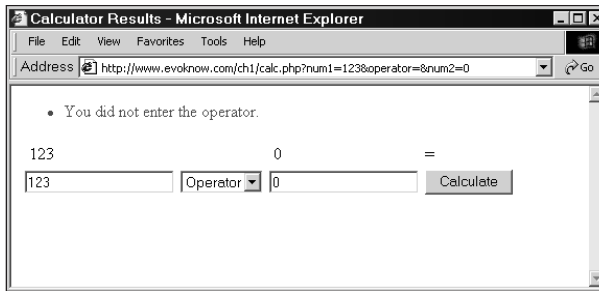 Calculator Results - Microsoft Internet Explorer
File Edit View Favorites Tools Help
Address http://www.evoknow.com/ch1/calc.php?num1=123&operator=&num2=0 Go
• You did not enter the operator.
123 0 =
123 Operator 0 Calculate